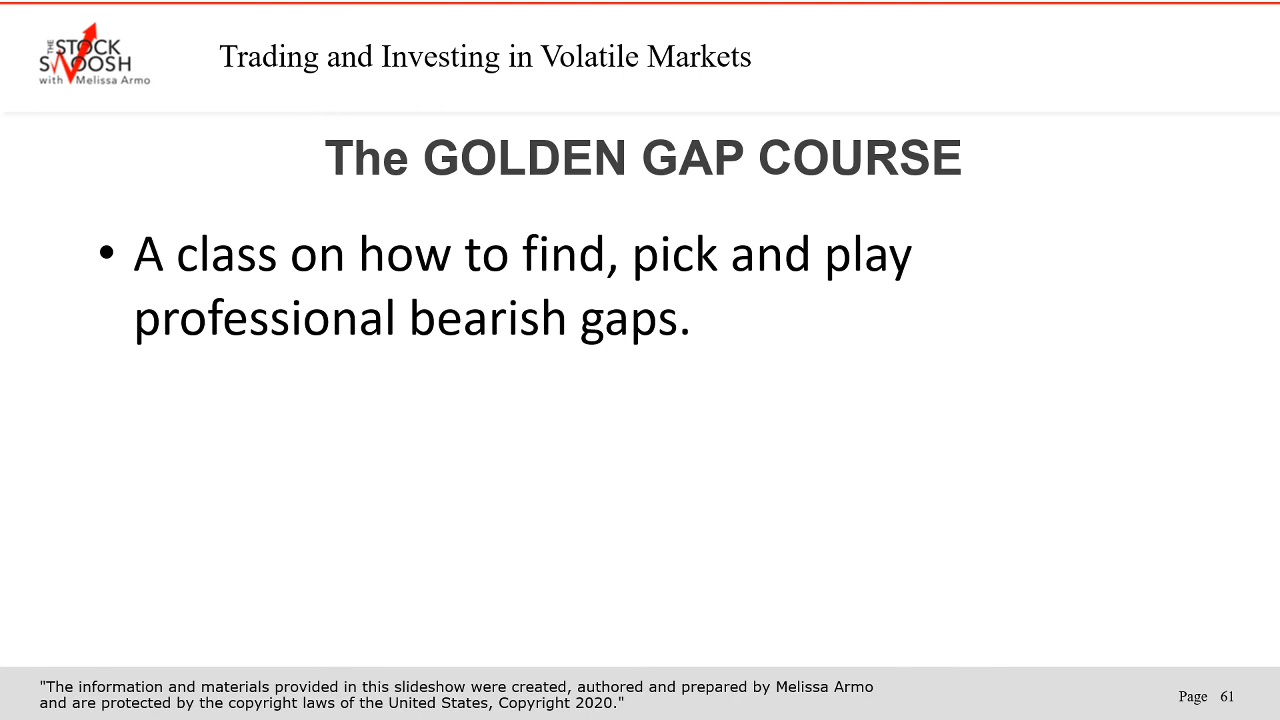 THE
STOCK
SWOOSH
with Melissa Armo
Trading and Investing in Volatile Markets
The GOLDEN GAP COURSE
• A class on how to find, pick and play
professional bearish gaps.
"The information and materials provided in this slideshow were created, authored and prepared by Melissa Armo
and are protected by the copyright laws of the United States, Copyright 2020."
Page 61